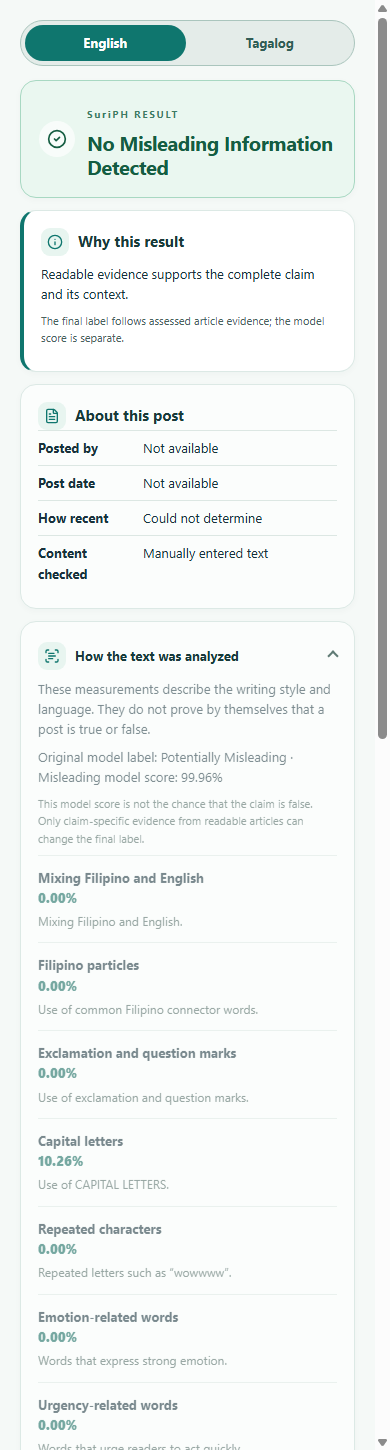 English
Tagalog
SuriPH RESULT
No Misleading Information
Detected
Why this result
Readable evidence supports the complete claim
and its context.
The final label follows assessed article evidence; the model
score is separate.
About this post
Posted by Not available
Post date Not available
How recent Could not determine
Content Manually entered text
checked
How the text was analyzed
These measurements describe the writing style and
language. They do not prove by themselves that a
post is true or false.
Original model label: Potentially Misleading ·
Misleading model score: 99.96%
This model score is not the chance that the claim is false.
Only claim-specific evidence from readable articles can
change the final label.
Mixing Filipino and English
0.00%
Mixing Filipino and English.
Filipino particles
0.00%
Use of common Filipino connector words.
Exclamation and question marks
0.00%
Use of exclamation and question marks.
Capital letters
10.26%
Use of CAPITAL LETTERS.
Repeated characters
0.00%
Repeated letters such as "wowwww".
Emotion-related words
0.00%
Words that express strong emotion.
Urgency-related words
0.00%
Words that urge readers to act quickly.